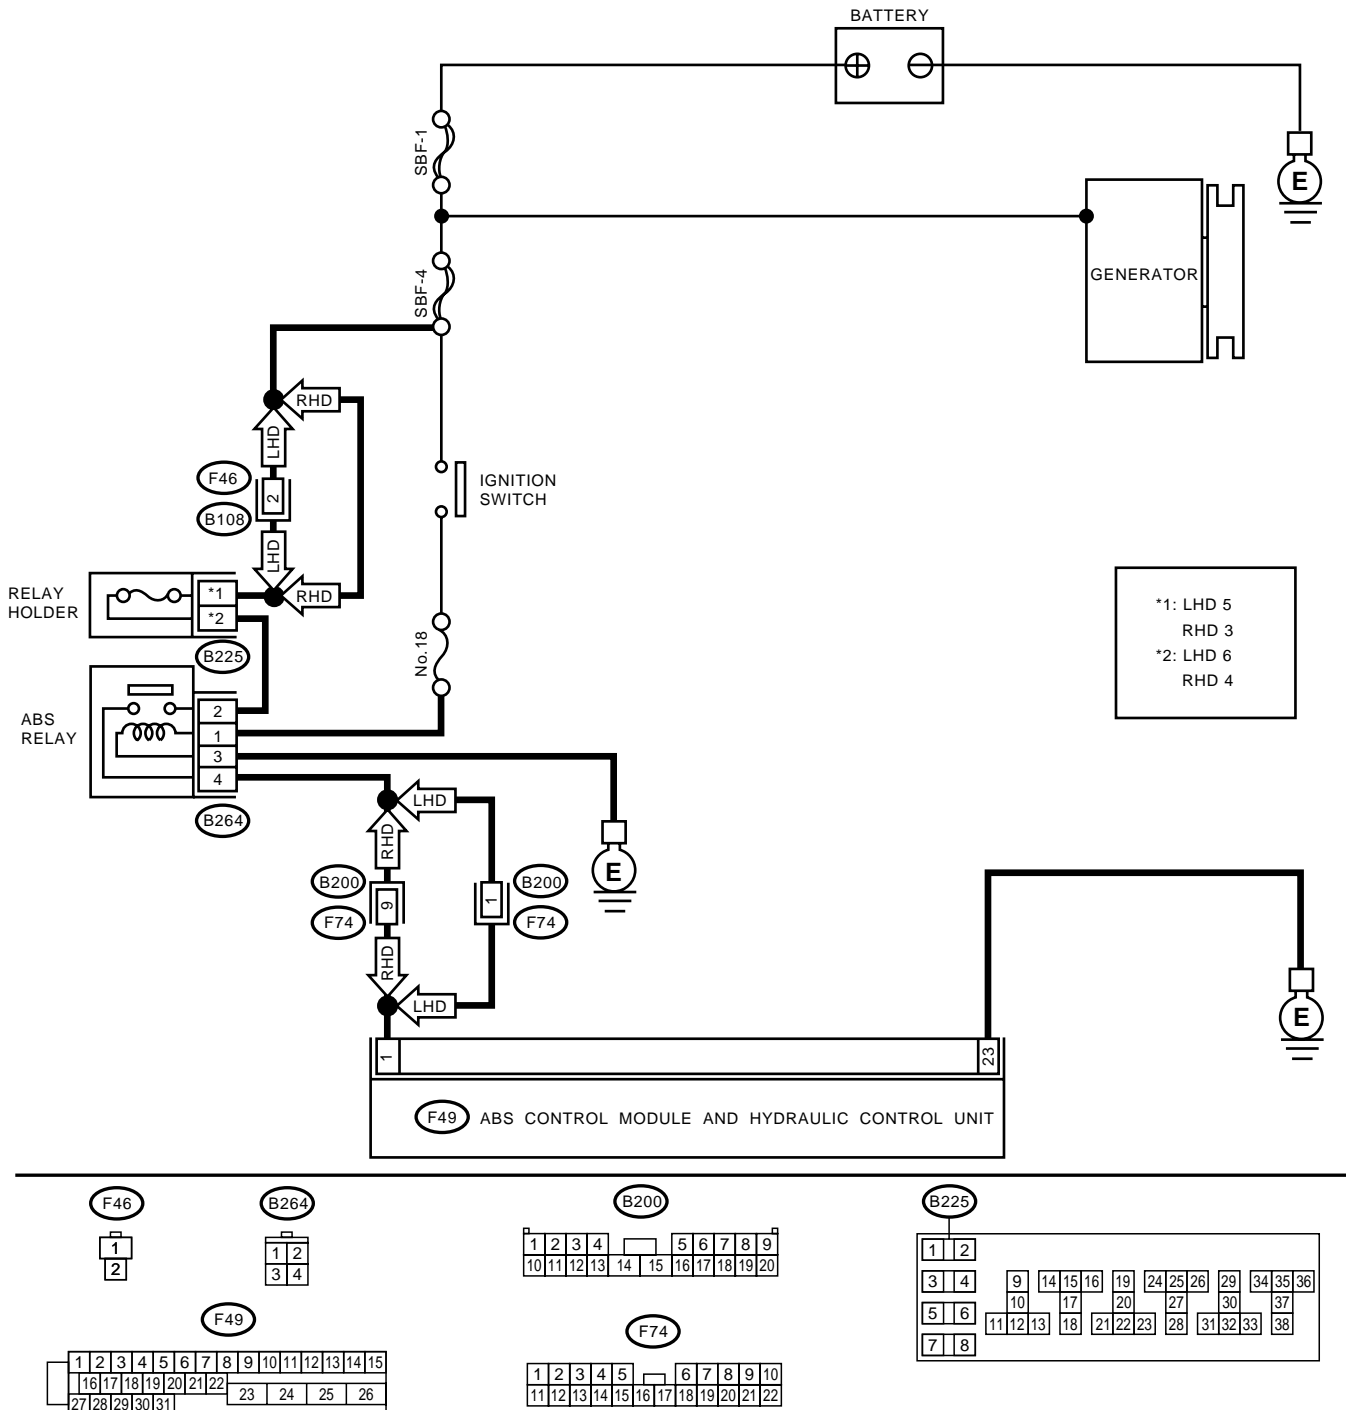 BATTERY
SBF-1
E
GENERATOR
SBF-4
RHD
LHD
F46
2
B108
LHD
RHD
IGNITION
SWITCH
RELAY
HOLDER
*1
*2
B225
No.18
*1: LHD 5
RHD 3
*2: LHD 6
RHD 4
ABS
RELAY
2
1
3
4
B264
LHD
RHD
B200
F74
9
1
B200
F74
E
RHD
LHD
E
1
23
F49 ABS CONTROL MODULE AND HYDRAULIC CONTROL UNIT
F46
1
2
B264
1 2
3 4
B200
1 2 3 4 5 6 7 8 9
10 11 12 13 14 15 16 17 18 19 20
B225
1 2
3 4 9 14 15 16 19 24 25 26 29 34 35 36
10 17 20 27 30 37
5 6 11 12 13 18 21 22 23 28 31 32 33 38
7 8
F49
1 2 3 4 5 6 7 8 9 10 11 12 13 14 15
16 17 18 19 20 21 22 23 24 25 26
27 28 29 30 31
F74
1 2 3 4 5 6 7 8 9 10
11 12 13 14 15 16 17 18 19 20 21 22